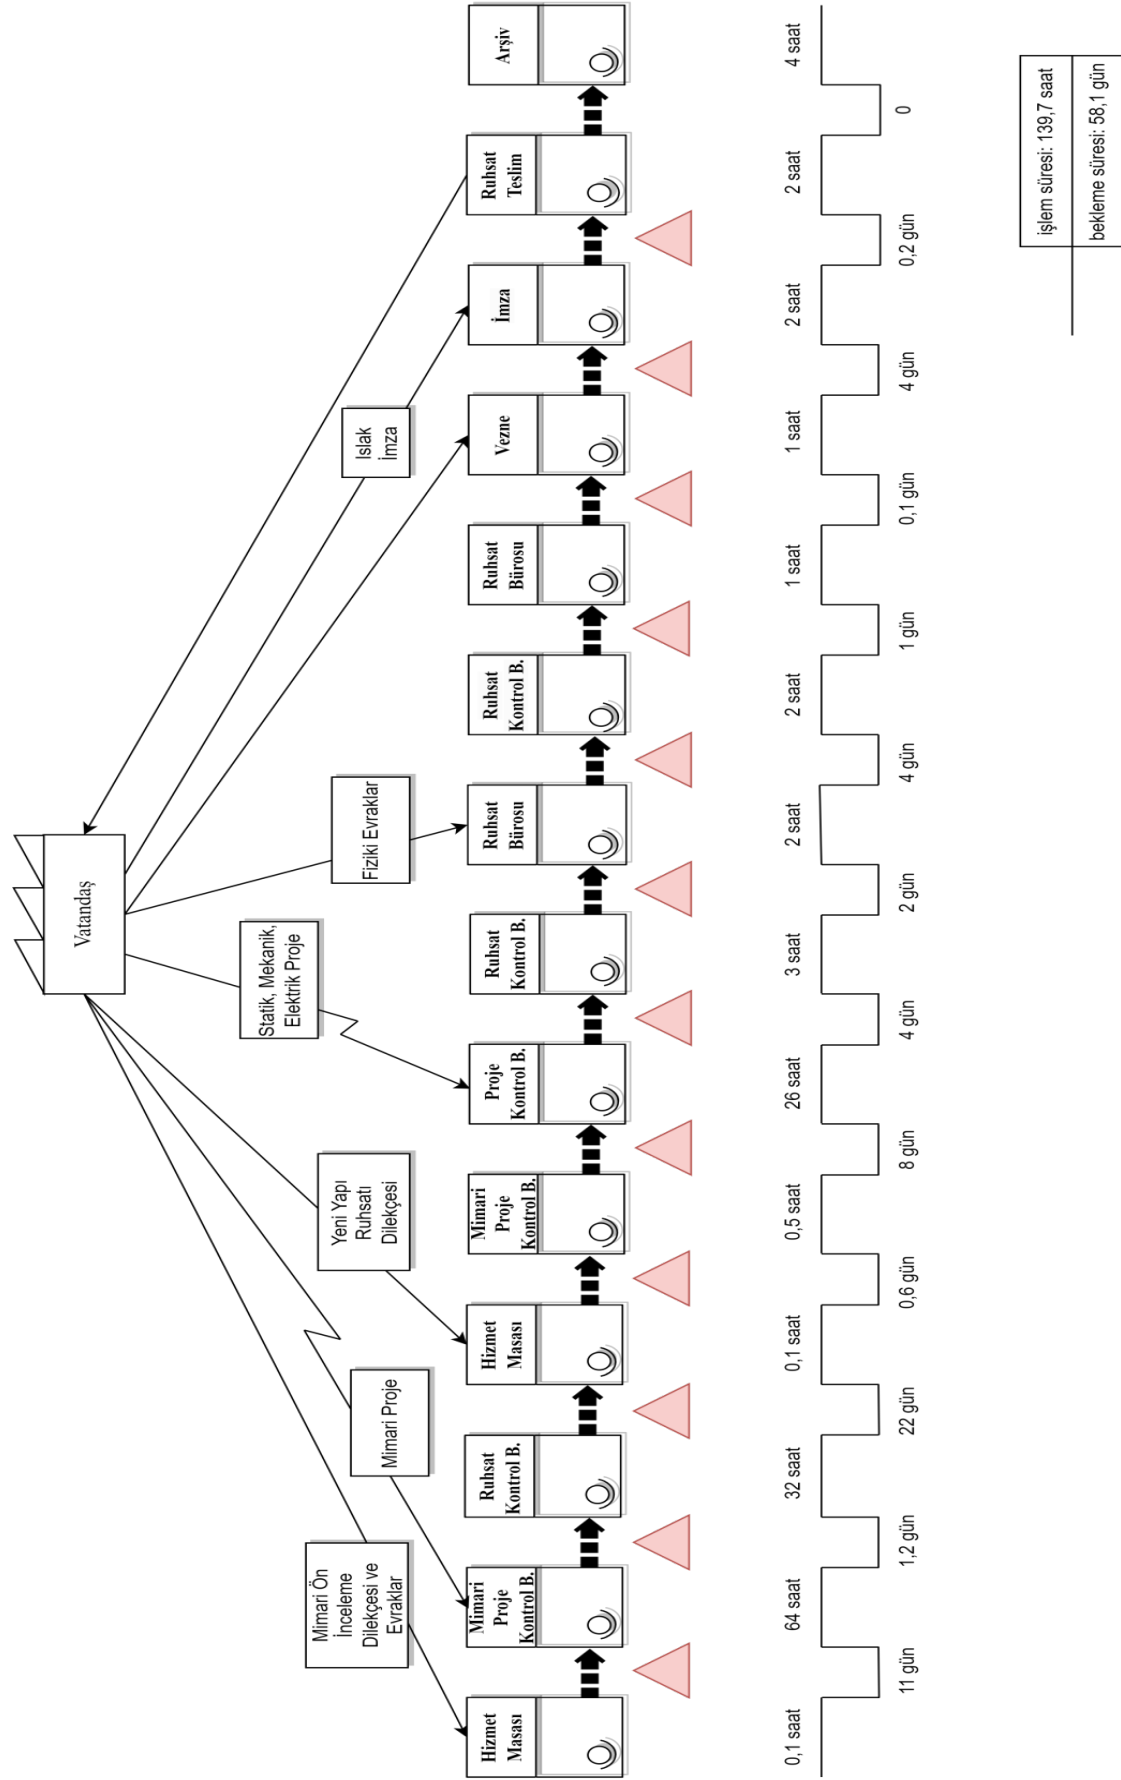 Vatandaş
Mimari Ön
İnceleme
Dilekçesi ve
Evraklar
Mimari Proje
Yeni Yapı
Ruhsatı
Dilekçesi
Statik, Mekanik,
Elektrik Proje
Fiziki Evraklar
Islak
İmza
Hizmet
Masası
Mimari
Proje
Kontrol B.
Ruhsat
Kontrol B.
Hizmet
Masası
Mimari
Proje
Kontrol B.
Proje
Kontrol B.
Ruhsat
Kontrol B.
Ruhsat
Bürosu
Ruhsat
Kontrol B.
Ruhsat
Bürosu
Vezne
İmza
Ruhsat
Teslim
Arşiv
0,1 saat
11 gün
64 saat
1,2 gün
32 saat
22 gün
0,1 saat
0,6 gün
0,5 saat
8 gün
26 saat
4 gün
3 saat
2 gün
2 saat
4 gün
2 saat
1 gün
1 saat
0,1 gün
1 saat
4 gün
2 saat
0,2 gün
2 saat
0
4 saat
işlem süresi: 139,7 saat
bekleme süresi: 58,1 gün